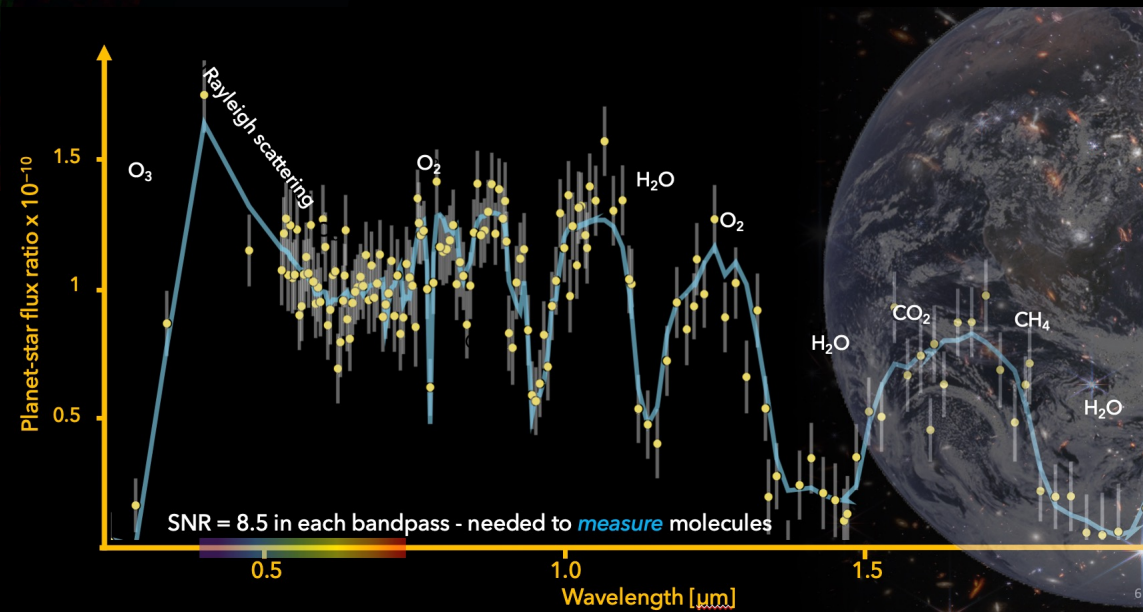 Planet-star flux ratio x 10⁻¹⁰
1.5
1
0.5
O₃
Rayleigh scattering
O₂
H₂O
O₂
H₂O
CO₂
CH₄
H₂O
SNR = 8.5 in each bandpass - needed to measure molecules
0.5
1.0
1.5
Wavelength [µm]
6